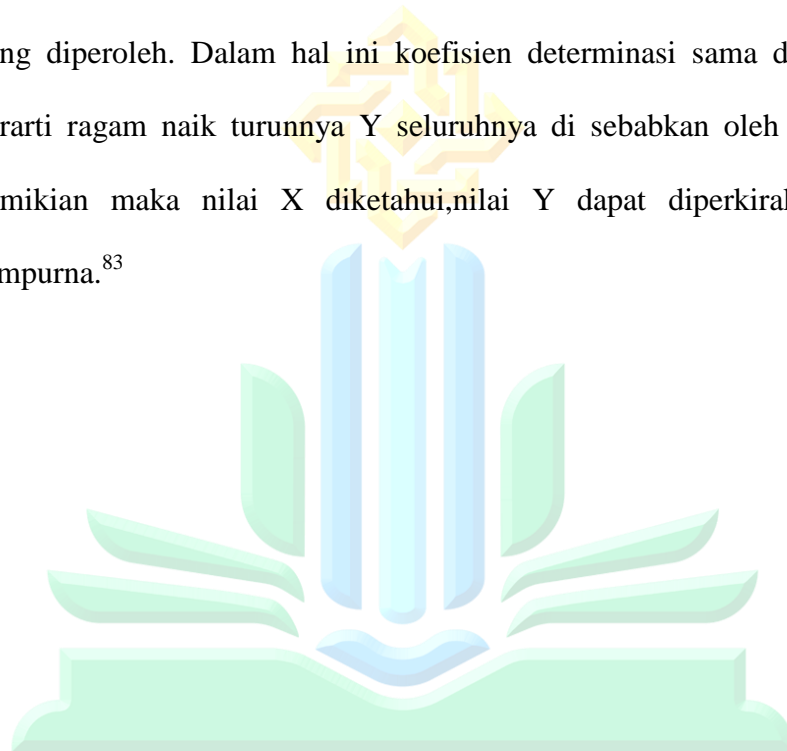 ng diperoleh. Dalam hal ini koefisien determinasi sama d
rarti ragam naik turunnya Y seluruhnya di sebabkan oleh
mikian maka nilai X diketahui,nilai Y dapat diperkiral
mpurna.83